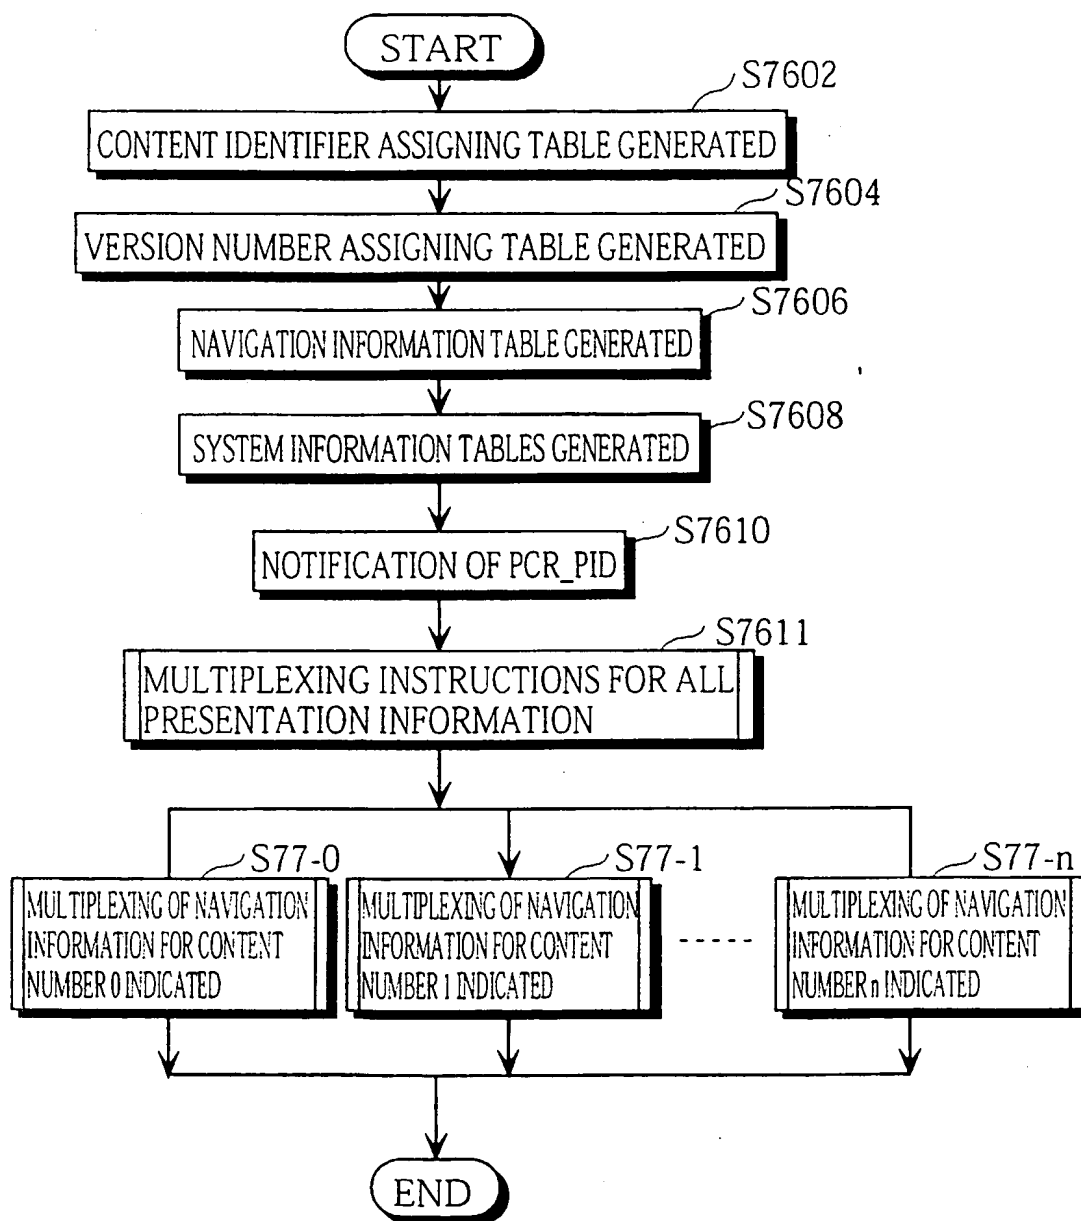 START
S7602
CONTENT IDENTIFIER ASSIGNING TABLE GENERATED
S7604
VERSION NUMBER ASSIGNING TABLE GENERATED
S7606
NAVIGATION INFORMATION TABLE GENERATED
S7608
SYSTEM INFORMATION TABLES GENERATED
S7610
NOTIFICATION OF PCR_PID
S7611
MULTIPLEXING INSTRUCTIONS FOR ALL
PRESENTATION INFORMATION
S77-0
MULTIPLEXING OF NAVIGATION
INFORMATION FOR CONTENT
NUMBER 0 INDICATED
S77-1
MULTIPLEXING OF NAVIGATION
INFORMATION FOR CONTENT
NUMBER 1 INDICATED
S77-n
MULTIPLEXING OF NAVIGATION
INFORMATION FOR CONTENT
NUMBER n INDICATED
END